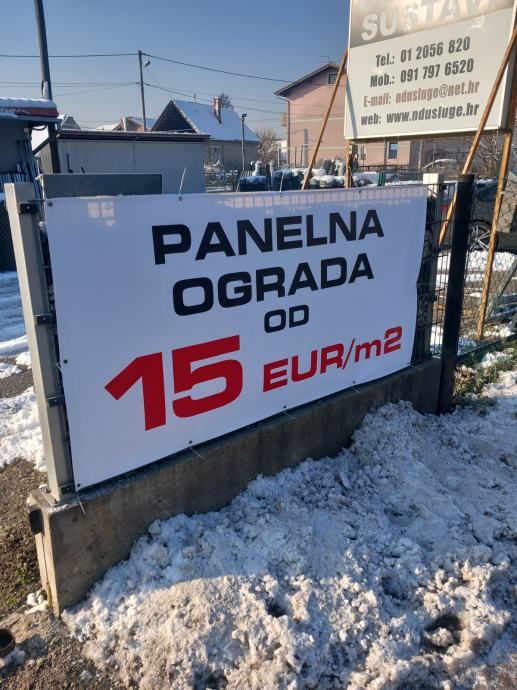 SUSTAVI
Tel.: 01 2056 820
Mob.: 091 797 6520
E-mail: ndusluge@net.hr
web: www.ndusluge.hr
PANELNA
OGRADA
OD
15 EUR/m2